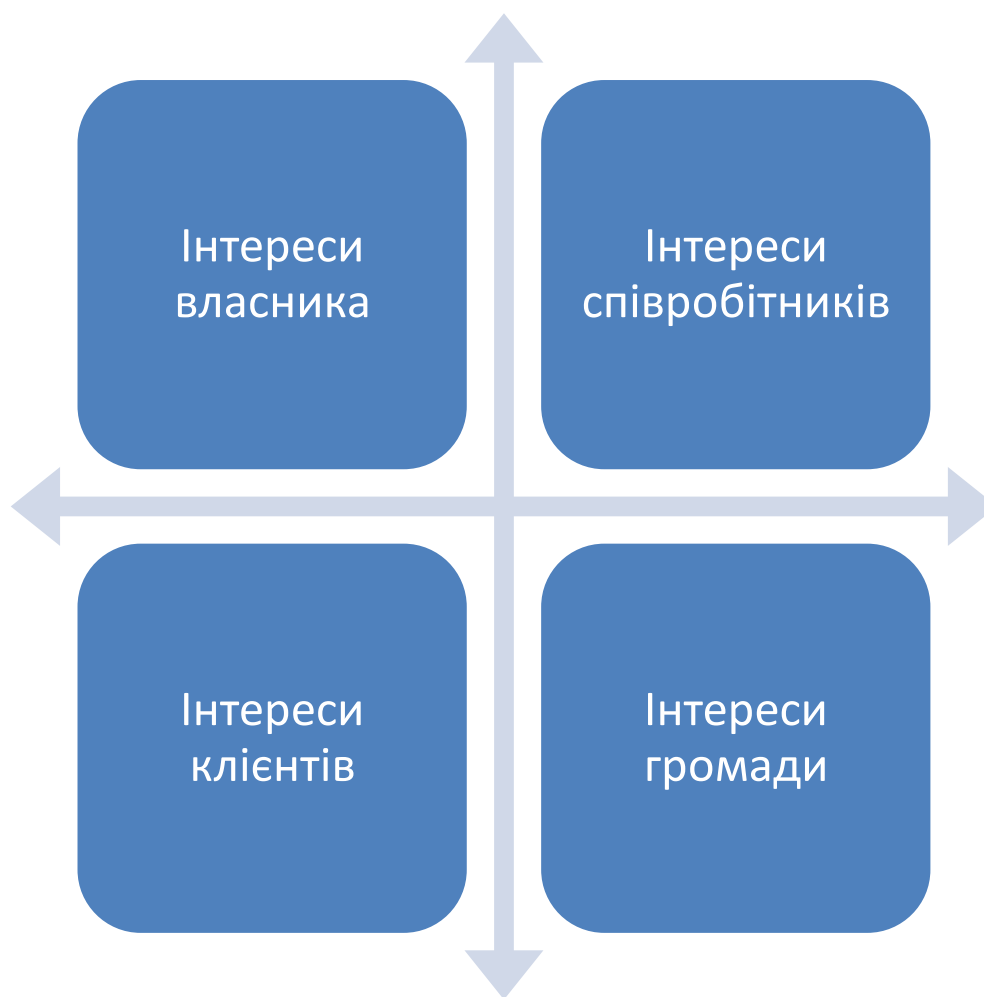 Інтереси
власника
Інтереси
співробітників
Інтереси
клієнтів
Інтереси
громади